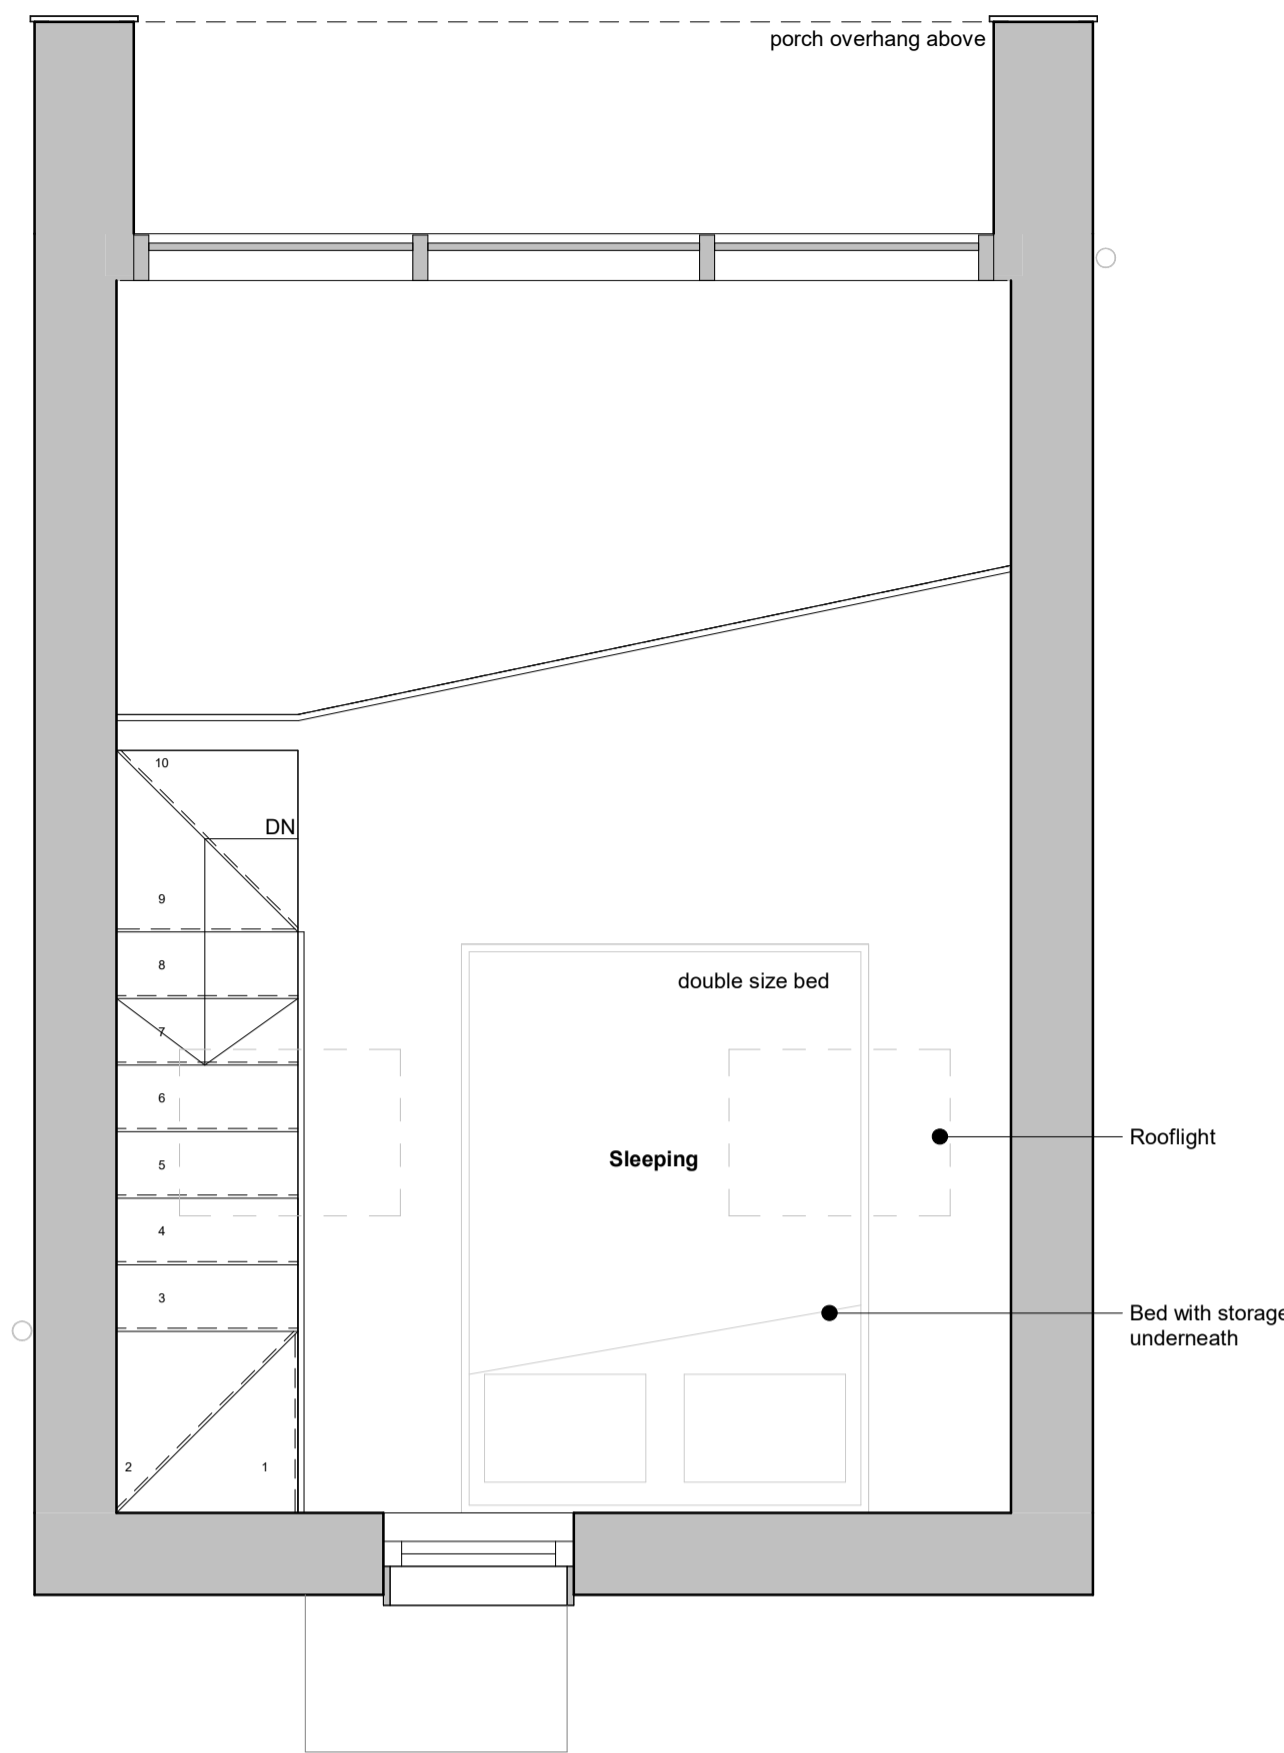 porch overhang above
10
DN
9
8
double size bed
7
6
Rooflight
Sleeping
5
4
3
Bed with storage
underneath
2
1